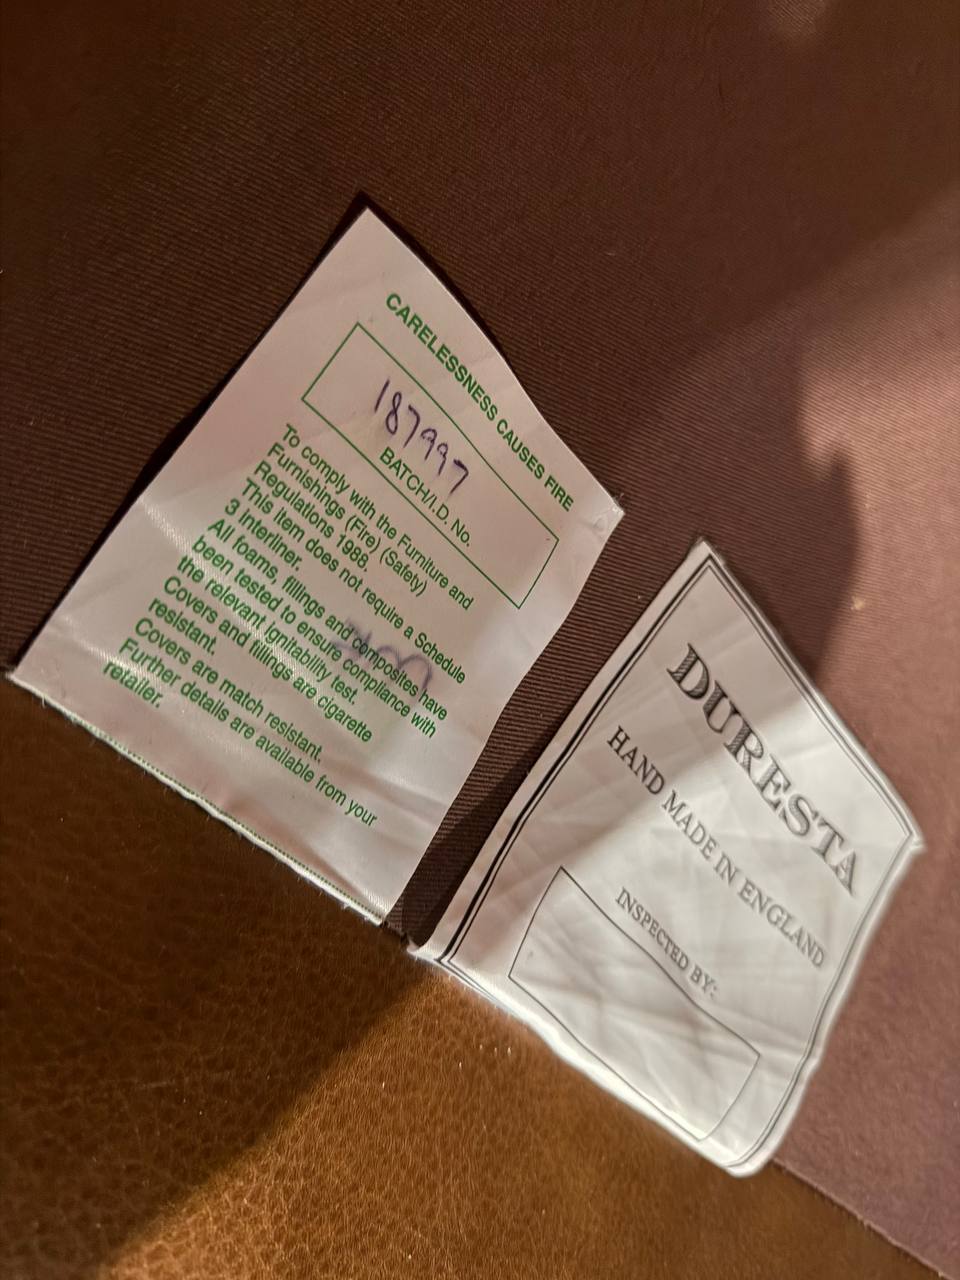 CARELESSNESS CAUSES FIRE
187997
BATCH/I.D. No.
To comply with the Furniture and
Furnishings (Fire) (Safety)
Regulations 1988.
This item does not require a Schedule
3 interliner.
All foams, fillings and composites have
been tested to ensure compliance with
the relevant ignitability test.
Covers and fillings are cigarette
resistant.
Covers are match resistant.
Further details are available from your
retailer.
DURESTA
HAND MADE IN ENGLAND
INSPECTED BY: